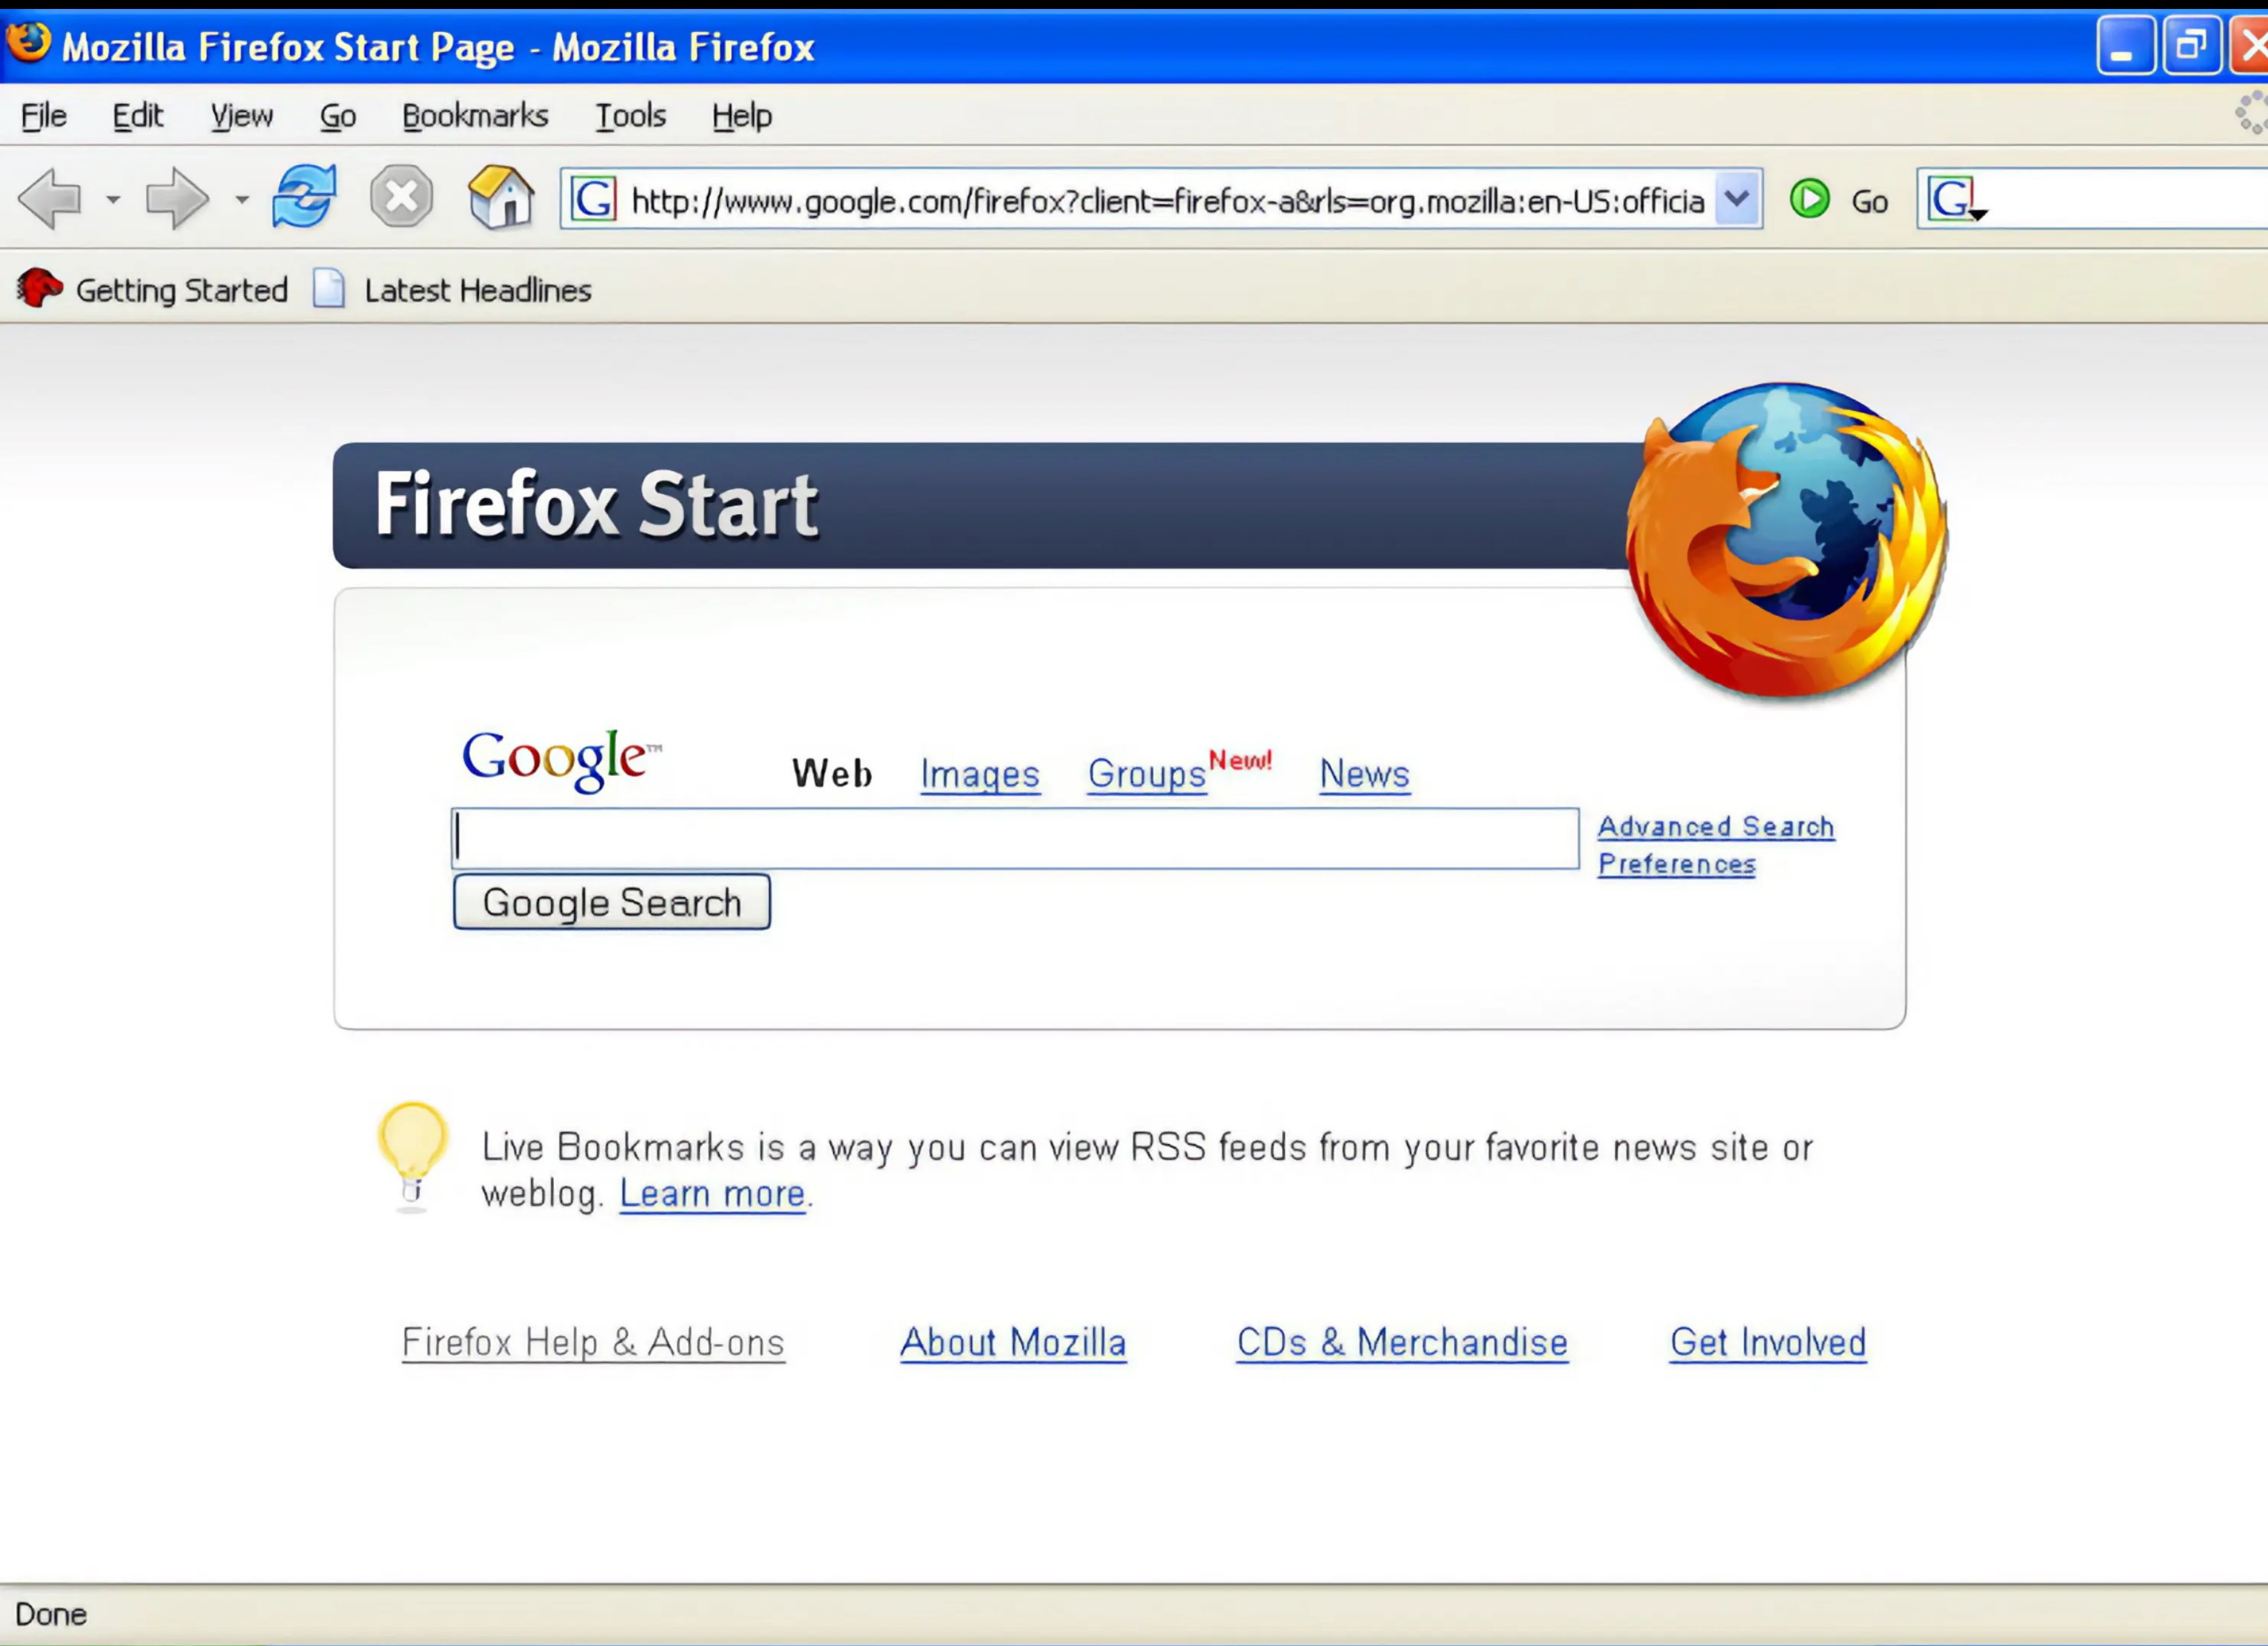 Mozilla Firefox Start Page - Mozilla Firefox
File Edit View Go Bookmarks Tools Help
http://www.google.com/firefox?client=firefox-a&rls=org.mozilla:en-US:officia Go
Getting Started Latest Headlines
Firefox Start
Google™ Web Images Groups New! News
Advanced Search
Preferences
Google Search
Live Bookmarks is a way you can view RSS feeds from your favorite news site or
weblog. Learn more.
Firefox Help & Add-ons About Mozilla CDs & Merchandise Get Involved
Done